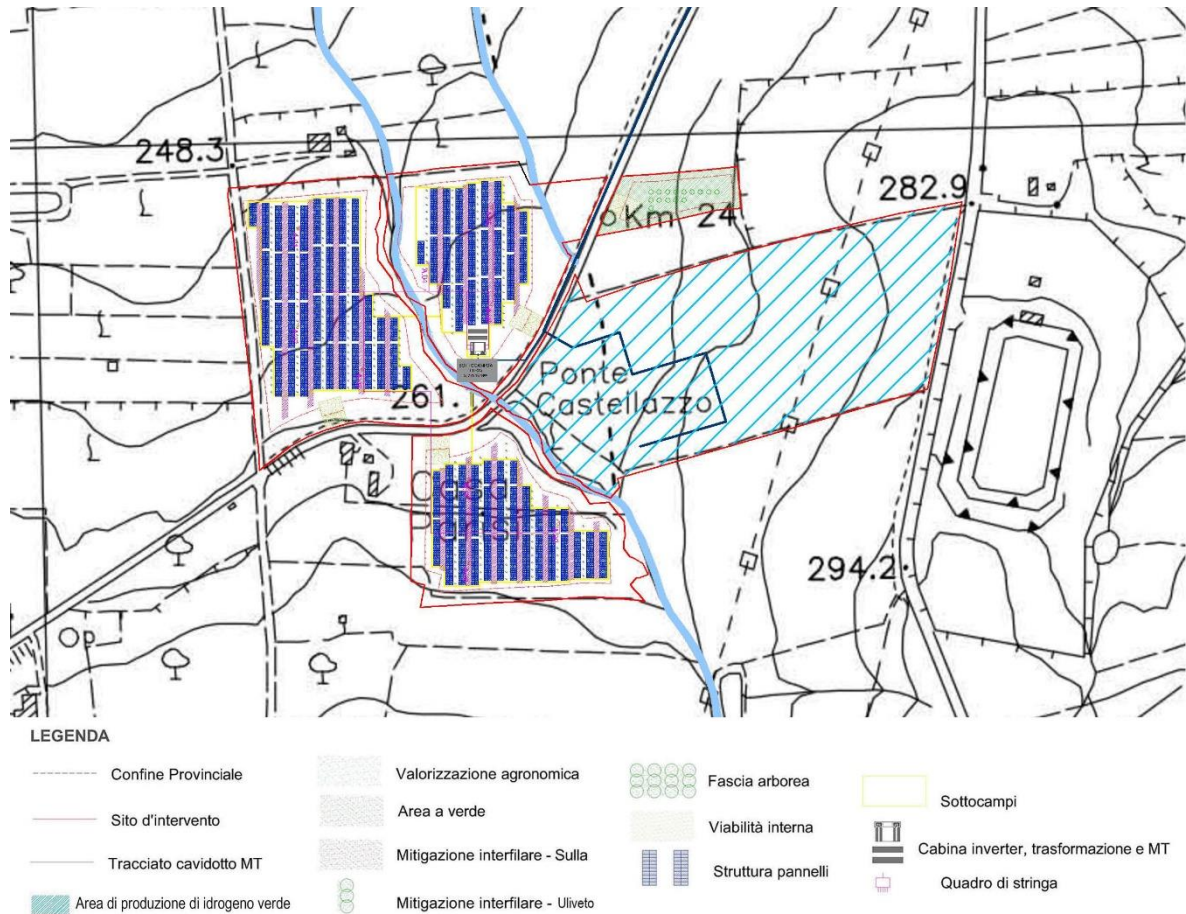 248.3
282.9
Km 24
Ponte
Castellazzo
261.
Casa
294.2
LEGENDA
Confine Provinciale
Sito d'intervento
Tracciato cavidotto MT
Area di produzione di idrogeno verde
Valorizzazione agronomica
Area a verde
Mitigazione interfilare - Sulla
Mitigazione interfilare - Uliveto
Fascia arborea
Viabilità interna
Struttura pannelli
Sottocampi
Cabina inverter, trasformazione e MT
Quadro di stringa